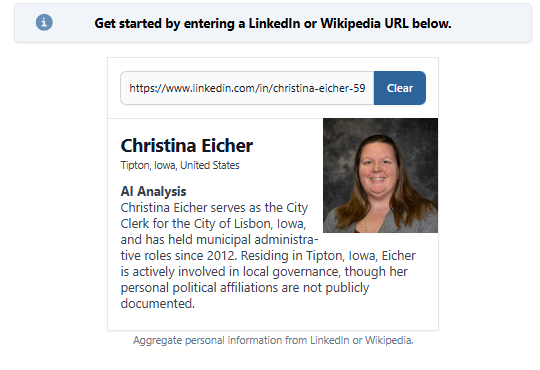 Get started by entering a LinkedIn or Wikipedia URL below.
https://www.linkedin.com/in/christina-eicher-59
Clear
Christina Eicher
Tipton, Iowa, United States
AI Analysis
Christina Eicher serves as the City
Clerk for the City of Lisbon, Iowa,
and has held municipal administra-
tive roles since 2012. Residing in Tipton, Iowa, Eicher
is actively involved in local governance, though her
personal political affiliations are not publicly
documented.
Aggregate personal information from LinkedIn or Wikipedia.